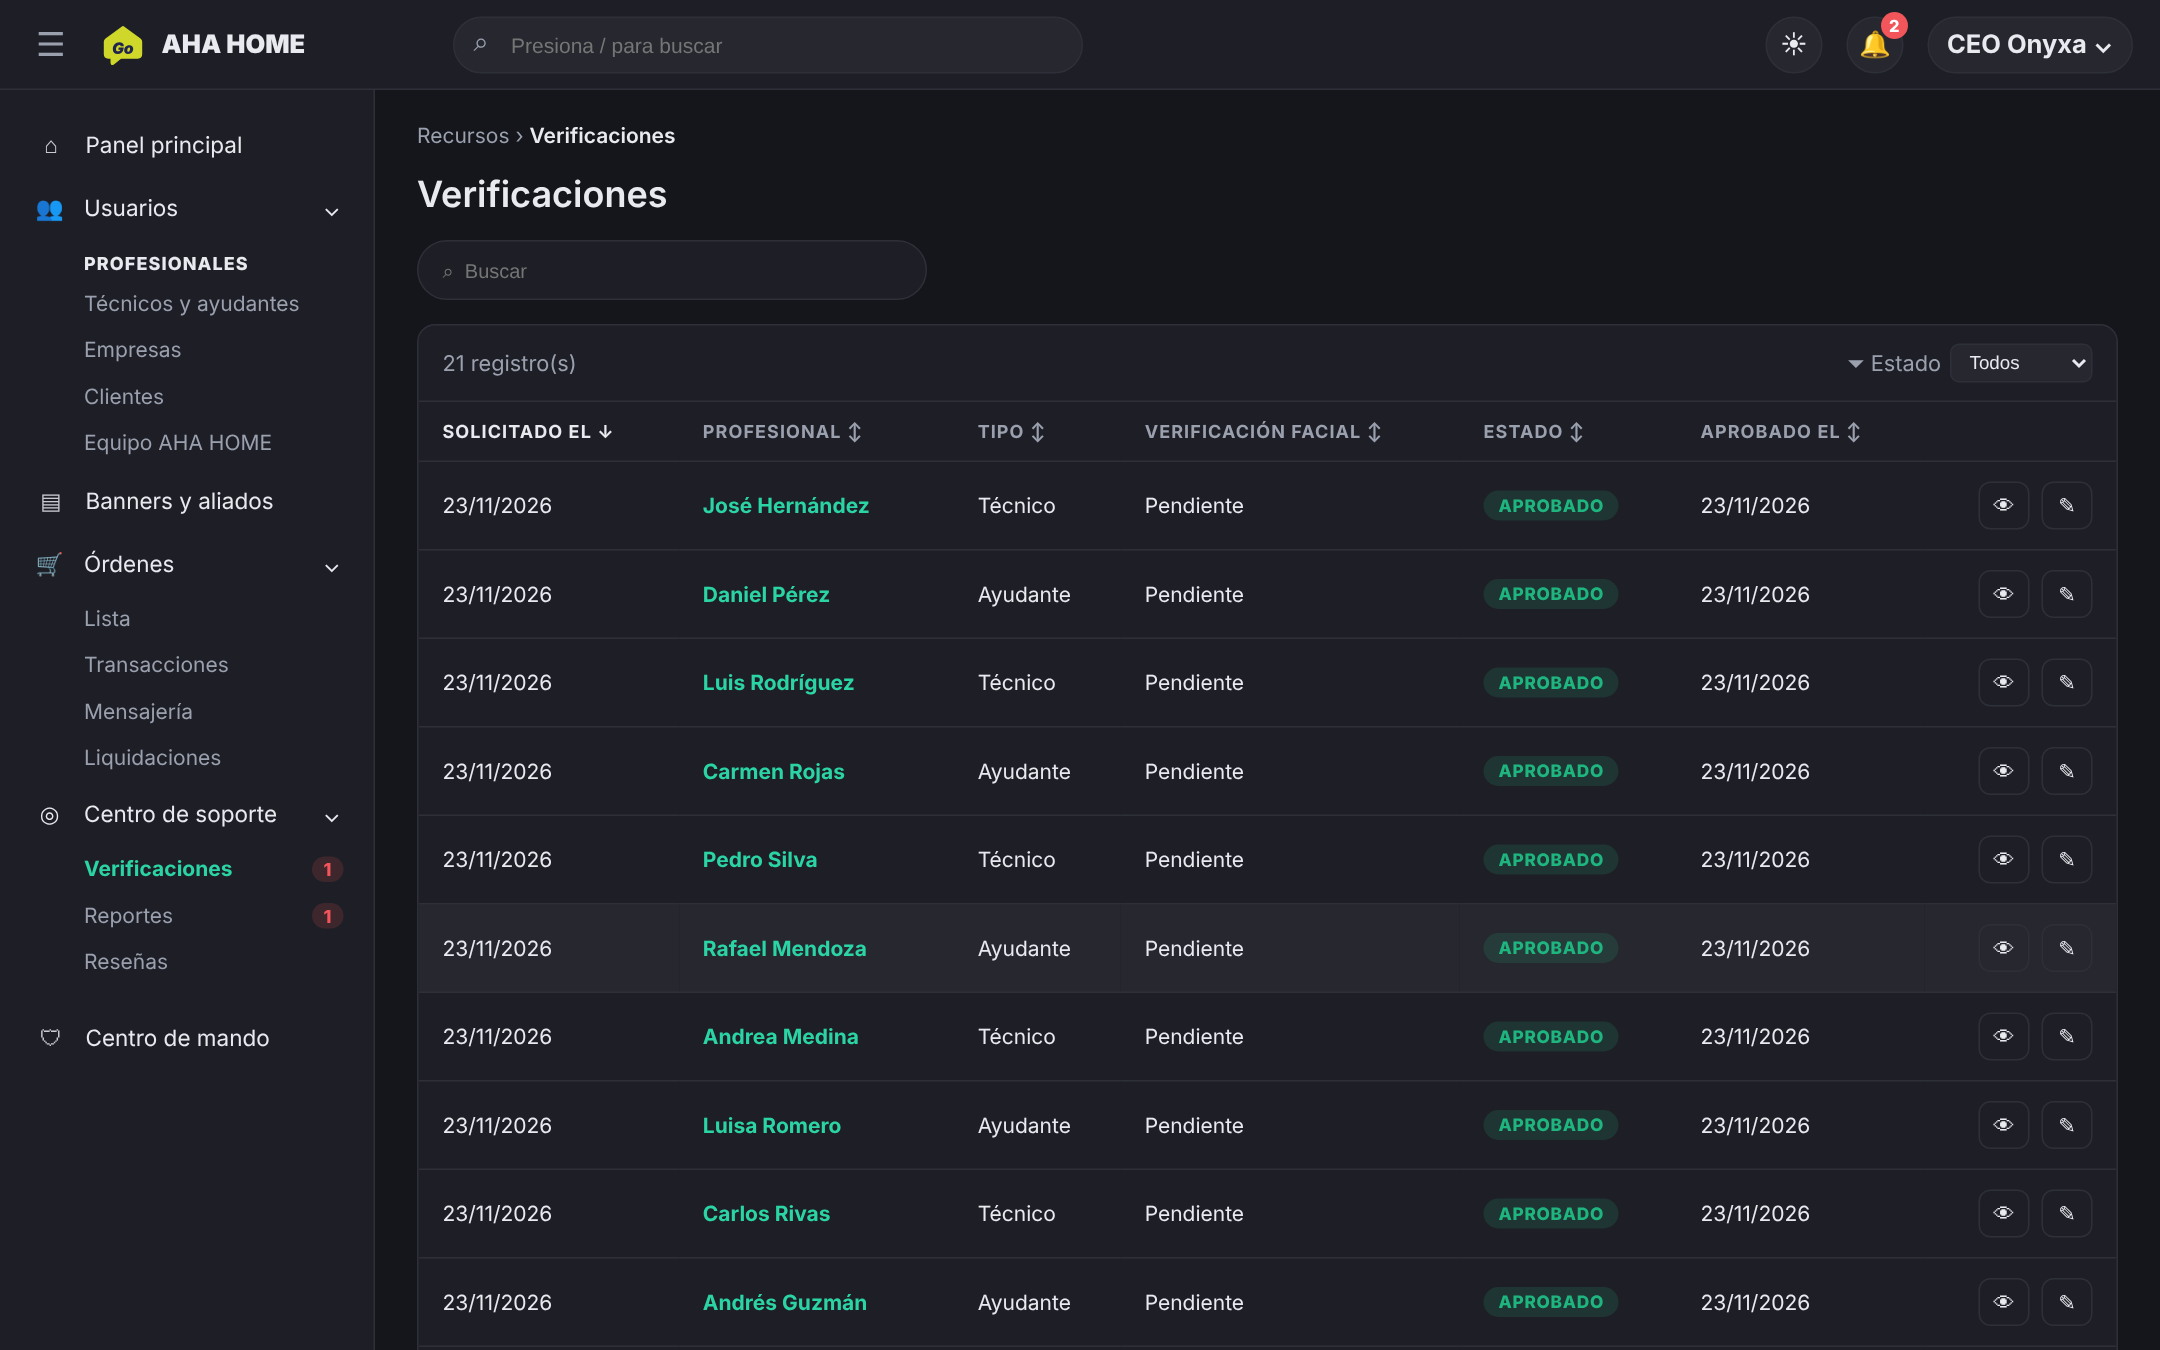 Go AHA HOME
Presiona / para buscar
2
CEO Onyxa
Panel principal
Usuarios
PROFESIONALES
Técnicos y ayudantes
Empresas
Clientes
Equipo AHA HOME
Banners y aliados
Órdenes
Lista
Transacciones
Mensajería
Liquidaciones
Centro de soporte
Verificaciones 1
Reportes 1
Reseñas
Centro de mando
Recursos › Verificaciones
Verificaciones
Buscar
21 registro(s)
Estado Todos
SOLICITADO EL ↓ PROFESIONAL ↕ TIPO ↕ VERIFICACIÓN FACIAL ↕ ESTADO ↕ APROBADO EL ↕
23/11/2026 José Hernández Técnico Pendiente APROBADO 23/11/2026
23/11/2026 Daniel Pérez Ayudante Pendiente APROBADO 23/11/2026
23/11/2026 Luis Rodríguez Técnico Pendiente APROBADO 23/11/2026
23/11/2026 Carmen Rojas Ayudante Pendiente APROBADO 23/11/2026
23/11/2026 Pedro Silva Técnico Pendiente APROBADO 23/11/2026
23/11/2026 Rafael Mendoza Ayudante Pendiente APROBADO 23/11/2026
23/11/2026 Andrea Medina Técnico Pendiente APROBADO 23/11/2026
23/11/2026 Luisa Romero Ayudante Pendiente APROBADO 23/11/2026
23/11/2026 Carlos Rivas Técnico Pendiente APROBADO 23/11/2026
23/11/2026 Andrés Guzmán Ayudante Pendiente APROBADO 23/11/2026